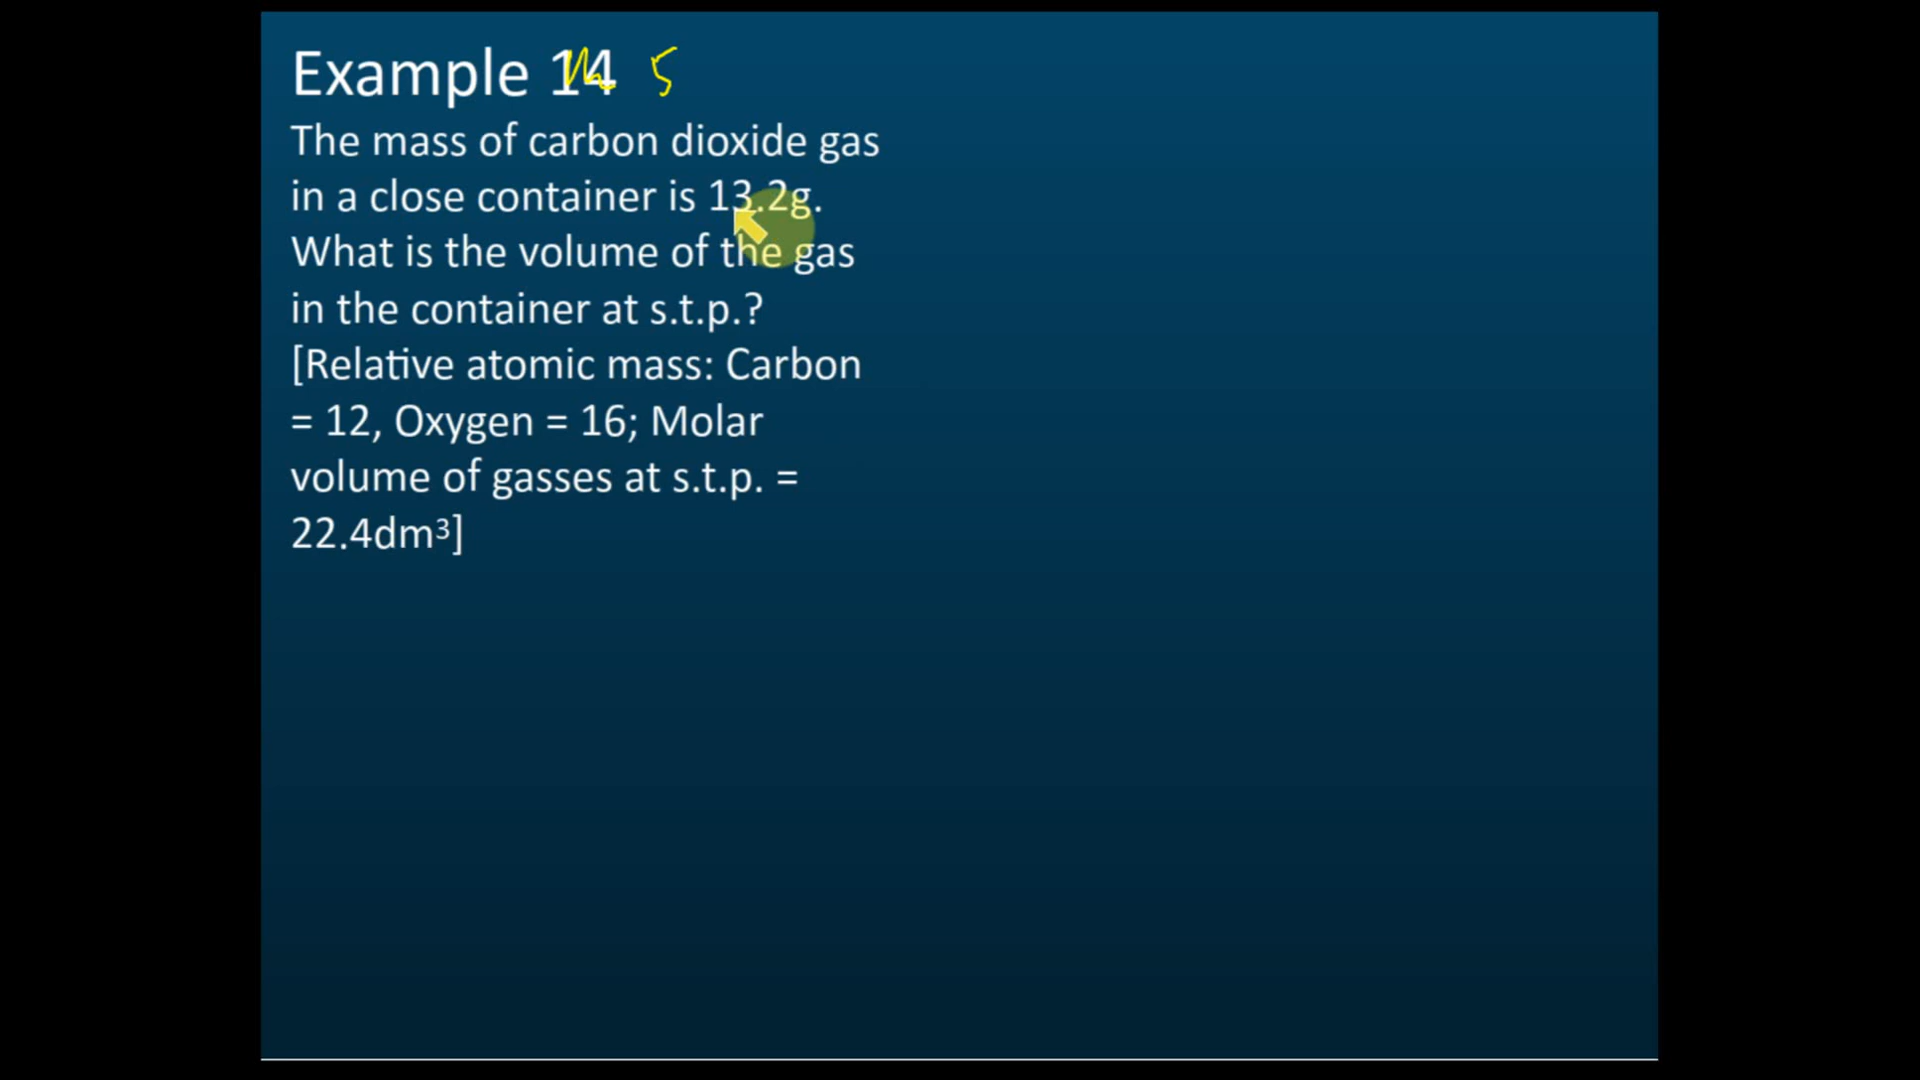 Example 14 5
The mass of carbon dioxide gas
in a close container is 13.2g.
What is the volume of the gas
in the container at s.t.p.?
[Relative atomic mass: Carbon
= 12, Oxygen = 16; Molar
volume of gasses at s.t.p. =
22.4dm³]